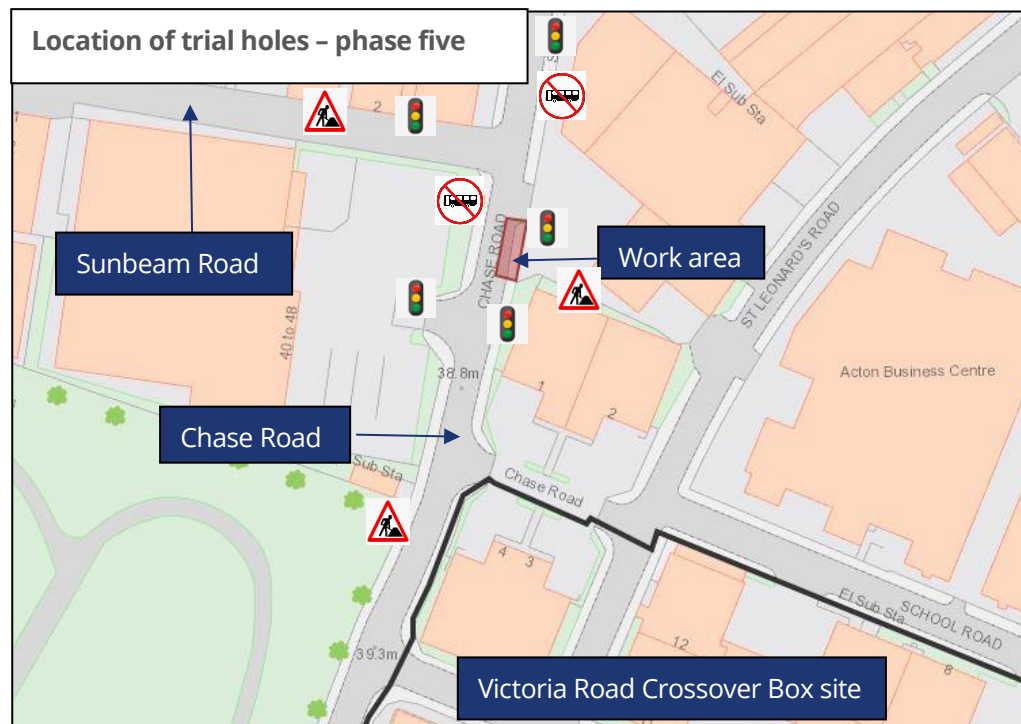 Location of trial holes – phase five
El Sub Sta
2
Sunbeam Road
CHASE ROAD
Work area
ST LEONARD'S ROAD
40 to 48
38.8m
1
2
Acton Business Centre
Chase Road
Sub Sta
Chase Road
4
3
El Sub Sta
SCHOOL ROAD
39.3m
12
8
Victoria Road Crossover Box site